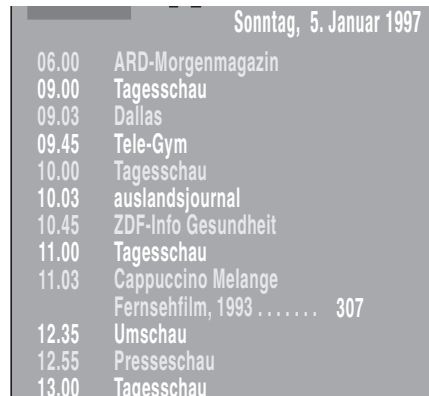 Sonntag, 5. Januar 1997
06.00 ARD-Morgenmagazin
09.00 Tagesschau
09.03 Dallas
09.45 Tele-Gym
10.00 Tagesschau
10.03 auslandsjournal
10.45 ZDF-Info Gesundheit
11.00 Tagesschau
11.03 Cappuccino Melange
Fernsehfilm, 1993 . . . . . . . 307
12.35 Umschau
12.55 Presseschau
13.00 Tagesschau